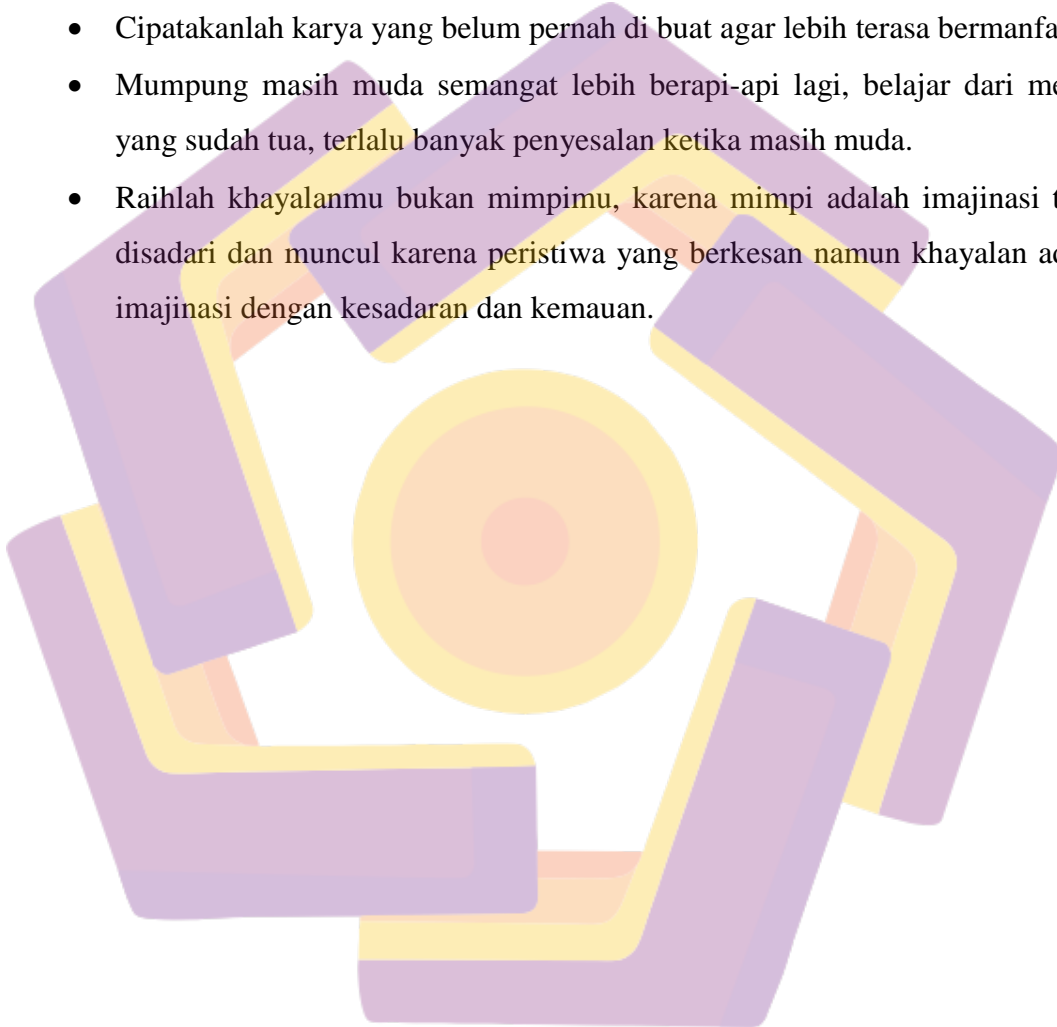 • Cipatakanlah karya yang belum pernah di buat agar lebih terasa bermanfa
• Mumpung masih muda semangat lebih berapi-api lagi, belajar dari me
yang sudah tua, terlalu banyak penyesalan ketika masih muda.
• Raihlah khayalanmu bukan mimpimu, karena mimpi adalah imajinasi t
disadari dan muncul karena peristiwa yang berkesan namun khayalan ad
imajinasi dengan kesadaran dan kemauan.